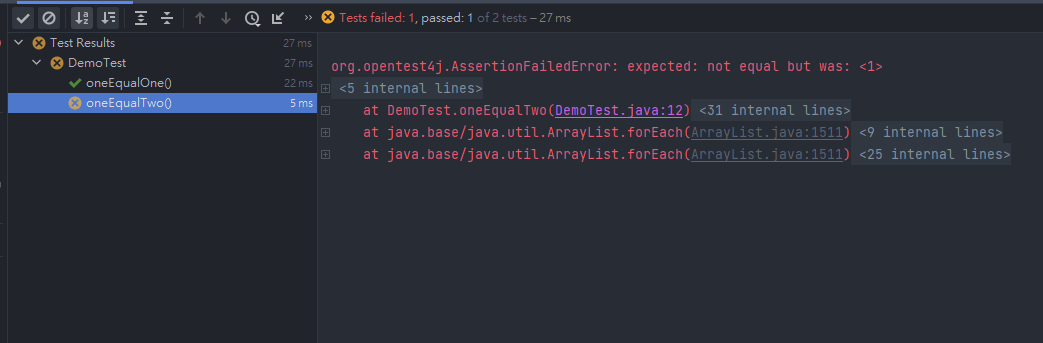 Tests failed: 1, passed: 1 of 2 tests – 27 ms
Test Results 27 ms
DemoTest 27 ms
oneEqualOne() 22 ms
oneEqualTwo() 5 ms
org.opentest4j.AssertionFailedError: expected: not equal but was: <1>
<5 internal lines>
at DemoTest.oneEqualTwo(DemoTest.java:12) <31 internal lines>
at java.base/java.util.ArrayList.forEach(ArrayList.java:1511) <9 internal lines>
at java.base/java.util.ArrayList.forEach(ArrayList.java:1511) <25 internal lines>